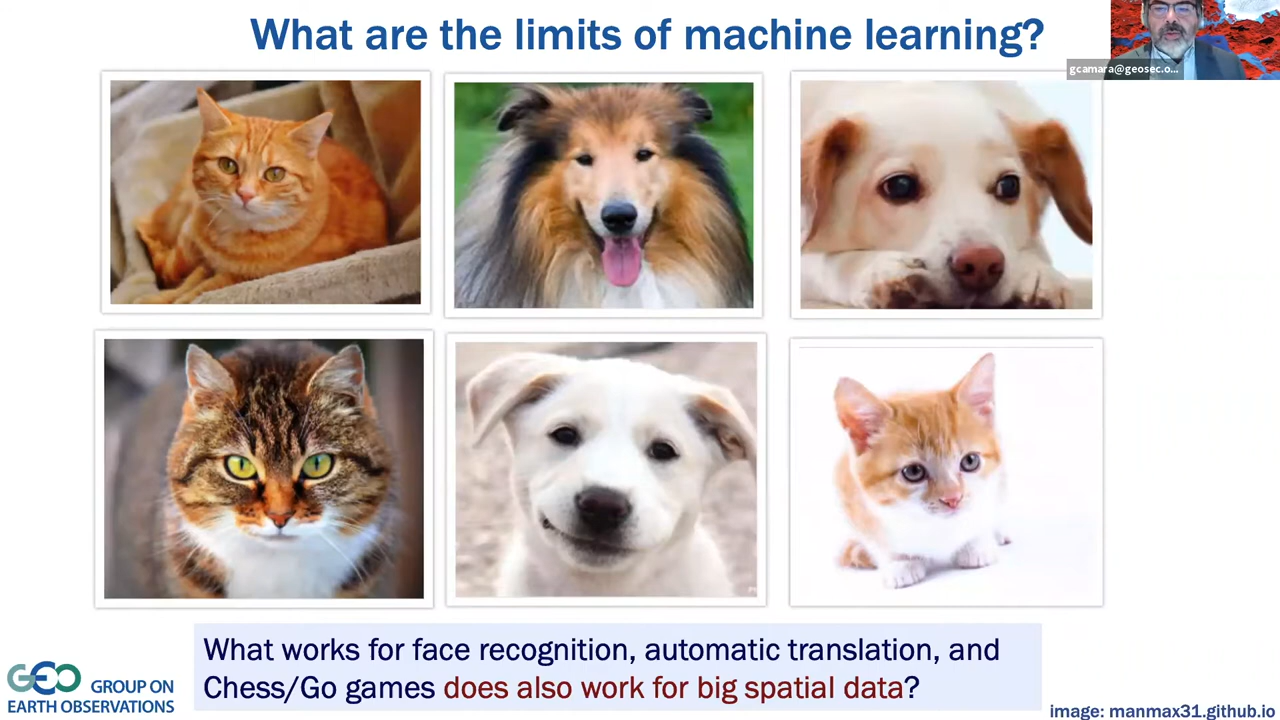 What are the limits of machine learning?
gcamara@geosec.o...
What works for face recognition, automatic translation, and
Chess/Go games does also work for big spatial data?
GEO GROUP ON
EARTH OBSERVATIONS
image: manmax31.github.io